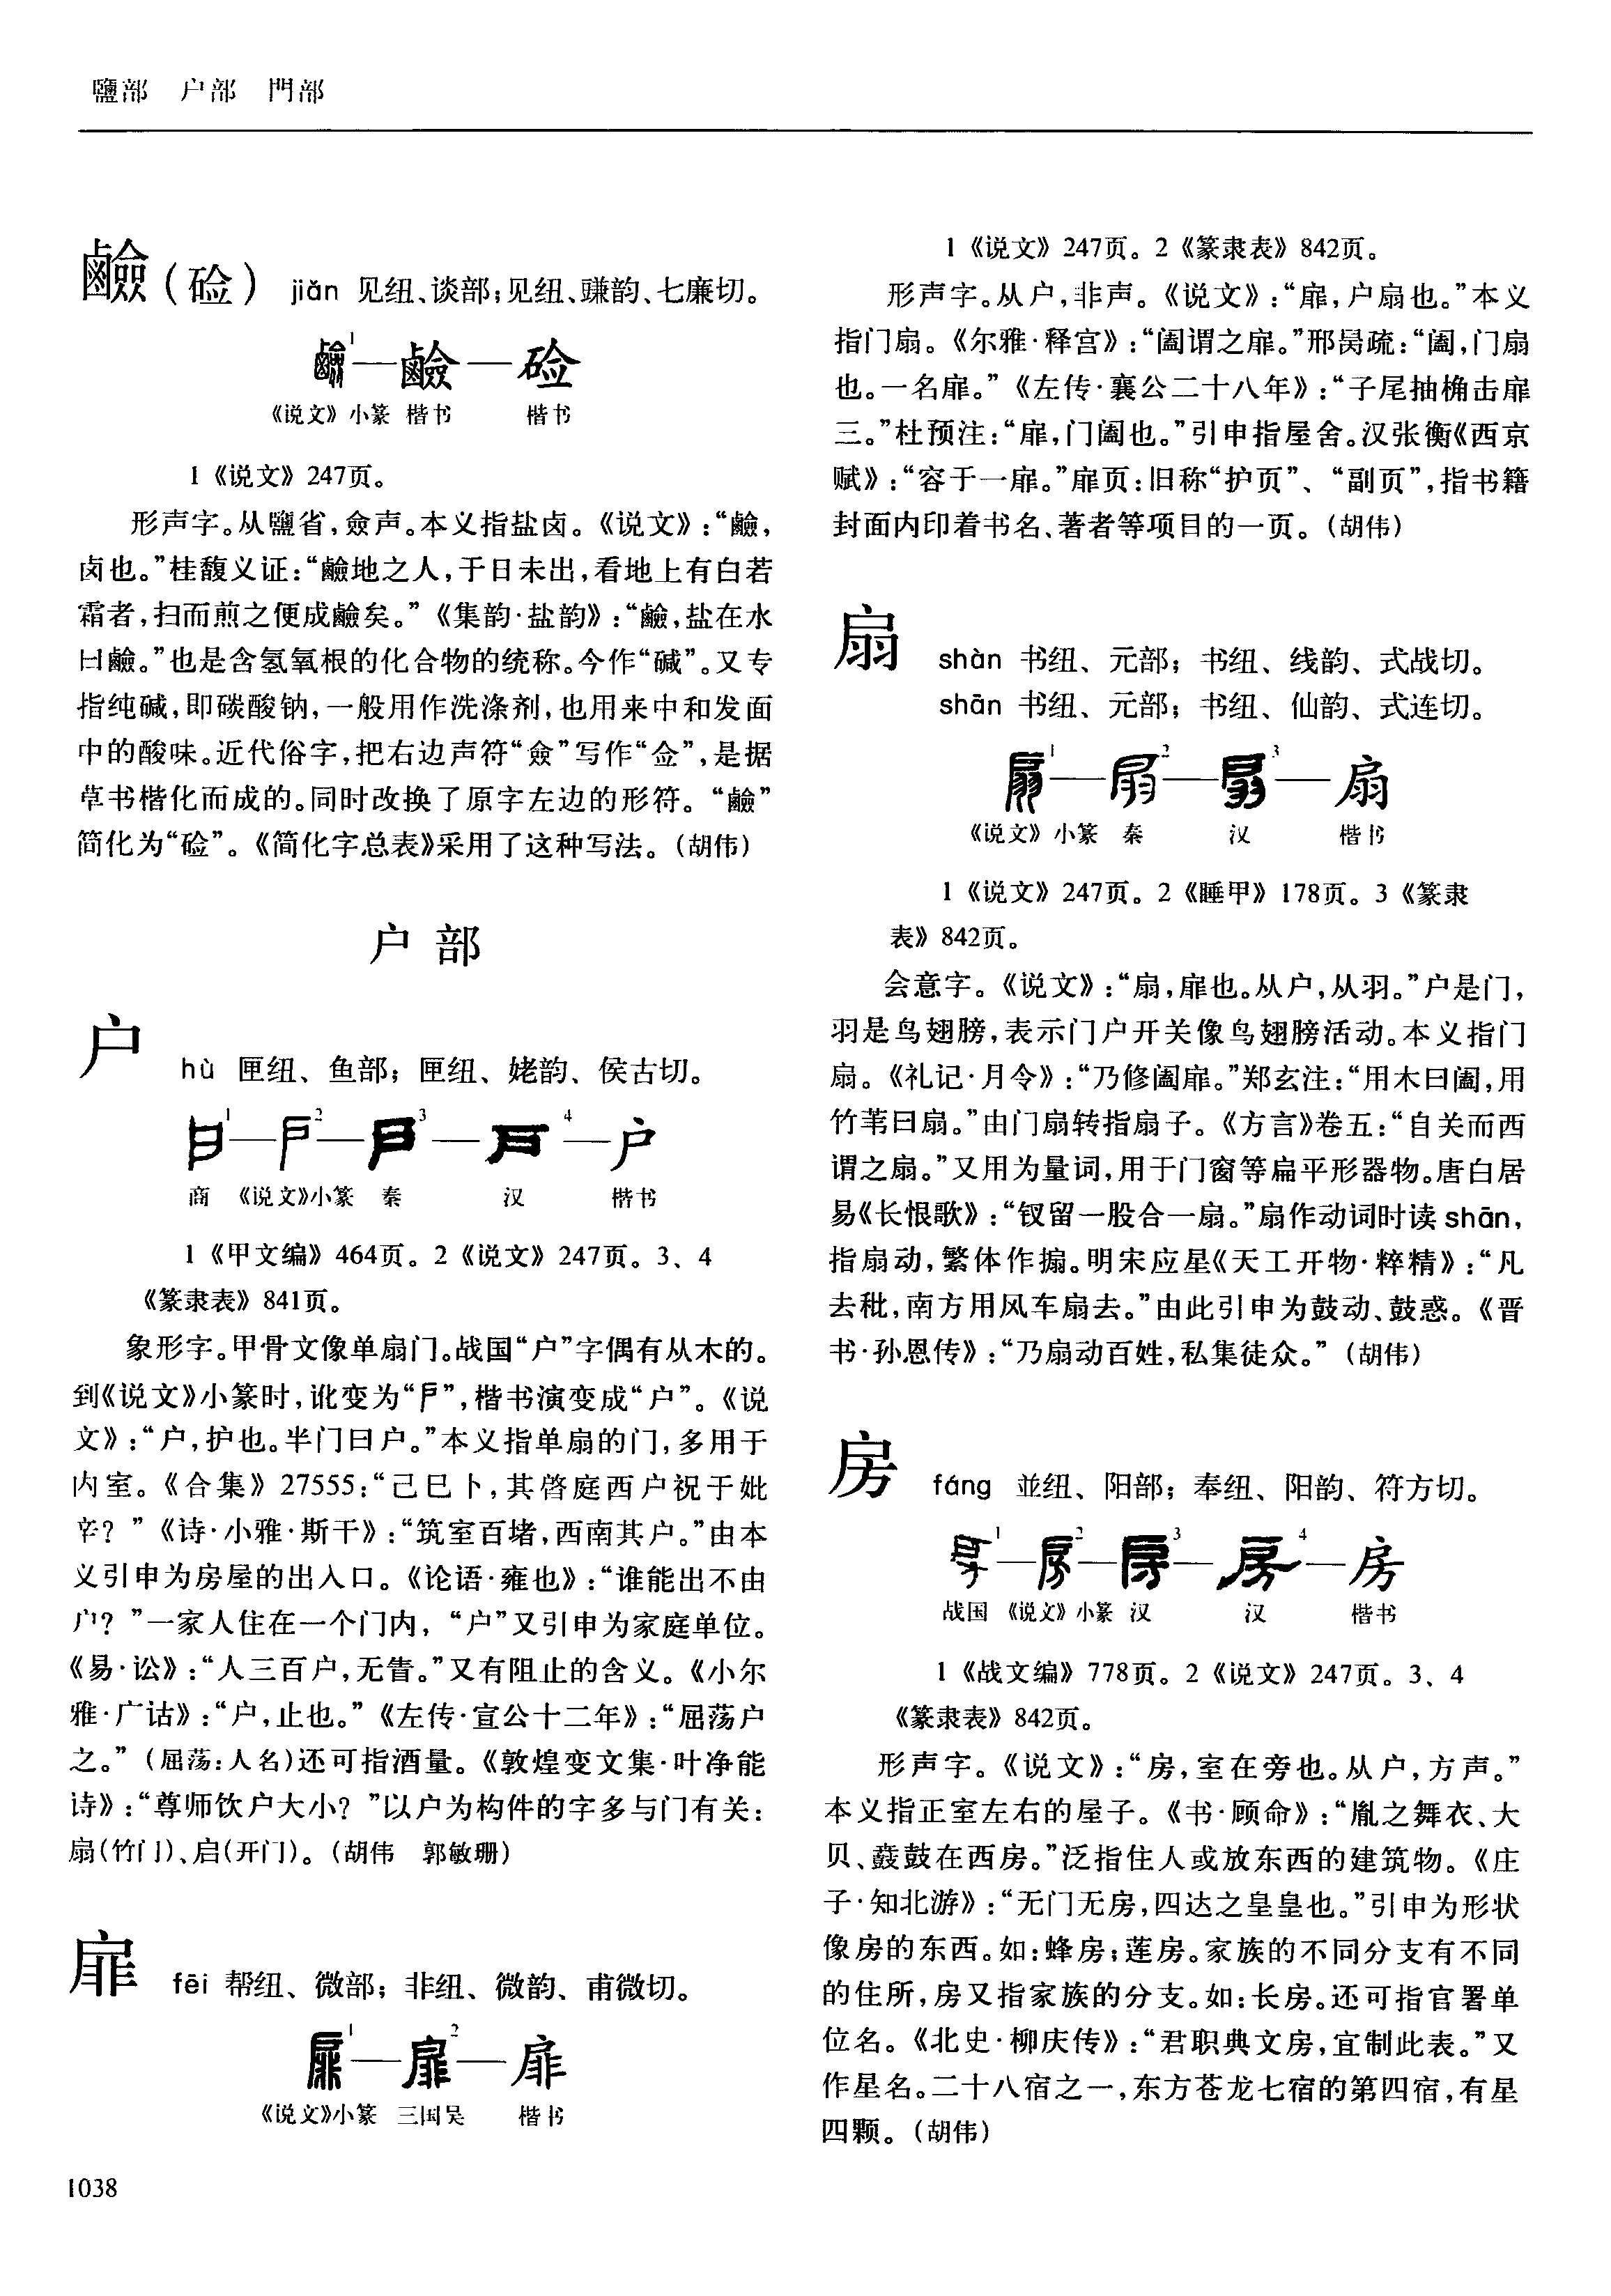 鹽部　户部　門部
鹼(硷)　jiǎn 见纽、谈部;见纽、豏韵、七廉切。
1—鹼—硷
《说文》小篆 楷书 楷书
1《说文》247页。
形声字。从鹽省,僉声。本义指盐卤。《说文》:“鹼,
卤也。”桂馥义证:“鹼地之人,于日未出,看地上有白若
霜者,扫而煎之便成鹼矣。”《集韵·盐韵》:“鹼,盐在水
曰鹼。”也是含氢氧根的化合物的统称。今作“碱”。又专
指纯碱,即碳酸钠,一般用作洗涤剂,也用来中和发面
中的酸味。近代俗字,把右边声符“僉”写作“佥”,是据
草书楷化而成的。同时改换了原字左边的形符。“鹼”
简化为“硷”。《简化字总表》采用了这种写法。(胡伟)
户 部
户　hù 匣纽、鱼部;匣纽、姥韵、侯古切。
1—2—3—4—户
商 《说文》小篆 秦 汉 楷书
1《甲文编》464页。2《说文》247页。3、4
《篆隶表》841页。
象形字。甲骨文像单扇门。战国“户”字偶有从木的。
到《说文》小篆时,讹变为“戶”,楷书演变成“户”。《说
文》:“户,护也。半门曰户。”本义指单扇的门,多用于
内室。《合集》27555:“己巳卜,其啓庭西户祝于妣
辛?”《诗·小雅·斯干》:“筑室百堵,西南其户。”由本
义引申为房屋的出入口。《论语·雍也》:“谁能出不由
户?”一家人住在一个门内,“户”又引申为家庭单位。
《易·讼》:“人三百户,无眚。”又有阻止的含义。《小尔
雅·广诂》:“户,止也。”《左传·宣公十二年》:“屈荡户
之。”(屈荡:人名)还可指酒量。《敦煌变文集·叶净能
诗》:“尊师饮户大小?”以户为构件的字多与门有关:
扇(竹门)、启(开门)。(胡伟　郭敏珊)
扉　fēi 帮纽、微部;非纽、微韵、甫微切。
1—2—扉
《说文》小篆 三国吴 楷书
1038
1《说文》247页。2《篆隶表》842页。
形声字。从户,非声。《说文》:“扉,户扇也。”本义
指门扇。《尔雅·释宫》:“阖谓之扉。”邢昺疏:“阖,门扇
也。一名扉。”《左传·襄公二十八年》:“子尾抽桷击扉
三。”杜预注:“扉,门阖也。”引申指屋舍。汉张衡《西京
赋》:“容于一扉。”扉页:旧称“护页”、“副页”,指书籍
封面内印着书名、著者等项目的一页。(胡伟)
扇　shàn 书纽、元部;书纽、线韵、式战切。
shān 书纽、元部;书纽、仙韵、式连切。
1—2—3—扇
《说文》小篆 秦 汉 楷书
1《说文》247页。2《睡甲》178页。3《篆隶
表》842页。
会意字。《说文》:“扇,扉也。从户,从羽。”户是门,
羽是鸟翅膀,表示门户开关像鸟翅膀活动。本义指门
扇。《礼记·月令》:“乃修阖扉。”郑玄注:“用木曰阖,用
竹苇曰扇。”由门扇转指扇子。《方言》卷五:“自关而西
谓之扇。”又用为量词,用于门窗等扁平形器物。唐白居
易《长恨歌》:“钗留一股合一扇。”扇作动词时读shān,
指扇动,繁体作搧。明宋应星《天工开物·粹精》:“凡
去秕,南方用风车扇去。”由此引申为鼓动、鼓惑。《晋
书·孙恩传》:“乃扇动百姓,私集徒众。”(胡伟)
房　fáng 並纽、阳部;奉纽、阳韵、符方切。
1—2—3—4—房
战国 《说文》小篆 汉 汉 楷书
1《战文编》778页。2《说文》247页。3、4
《篆隶表》842页。
形声字。《说文》:“房,室在旁也。从户,方声。”
本义指正室左右的屋子。《书·顾命》:“胤之舞衣、大
贝、鼖鼓在西房。”泛指住人或放东西的建筑物。《庄
子·知北游》:“无门无房,四达之皇皇也。”引申为形状
像房的东西。如:蜂房;莲房。家族的不同分支有不同
的住所,房又指家族的分支。如:长房。还可指官署单
位名。《北史·柳庆传》:“君职典文房,宜制此表。”又
作星名。二十八宿之一,东方苍龙七宿的第四宿,有星
四颗。(胡伟)